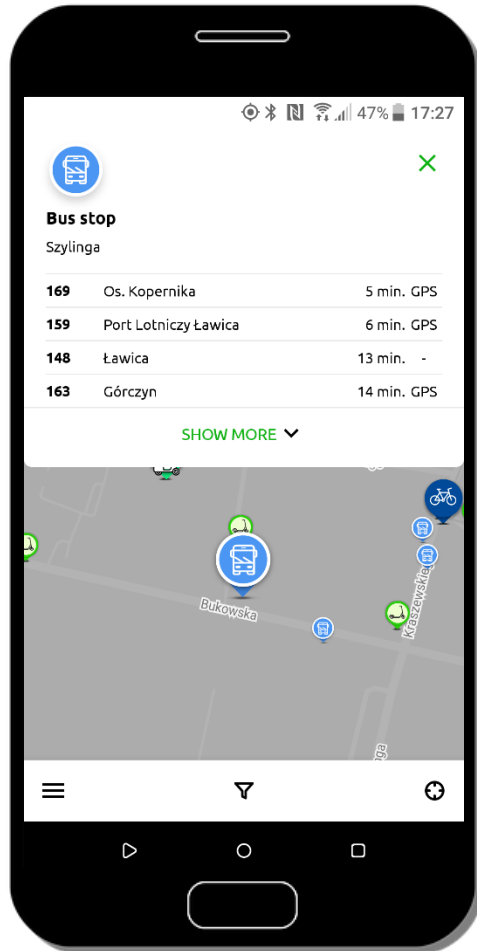 47% 17:27
Bus stop
Szylinga
169 Os. Kopernika 5 min. GPS
159 Port Lotniczy Ławica 6 min. GPS
148 Ławica 13 min. -
163 Górczyn 14 min. GPS
SHOW MORE
Bukowska